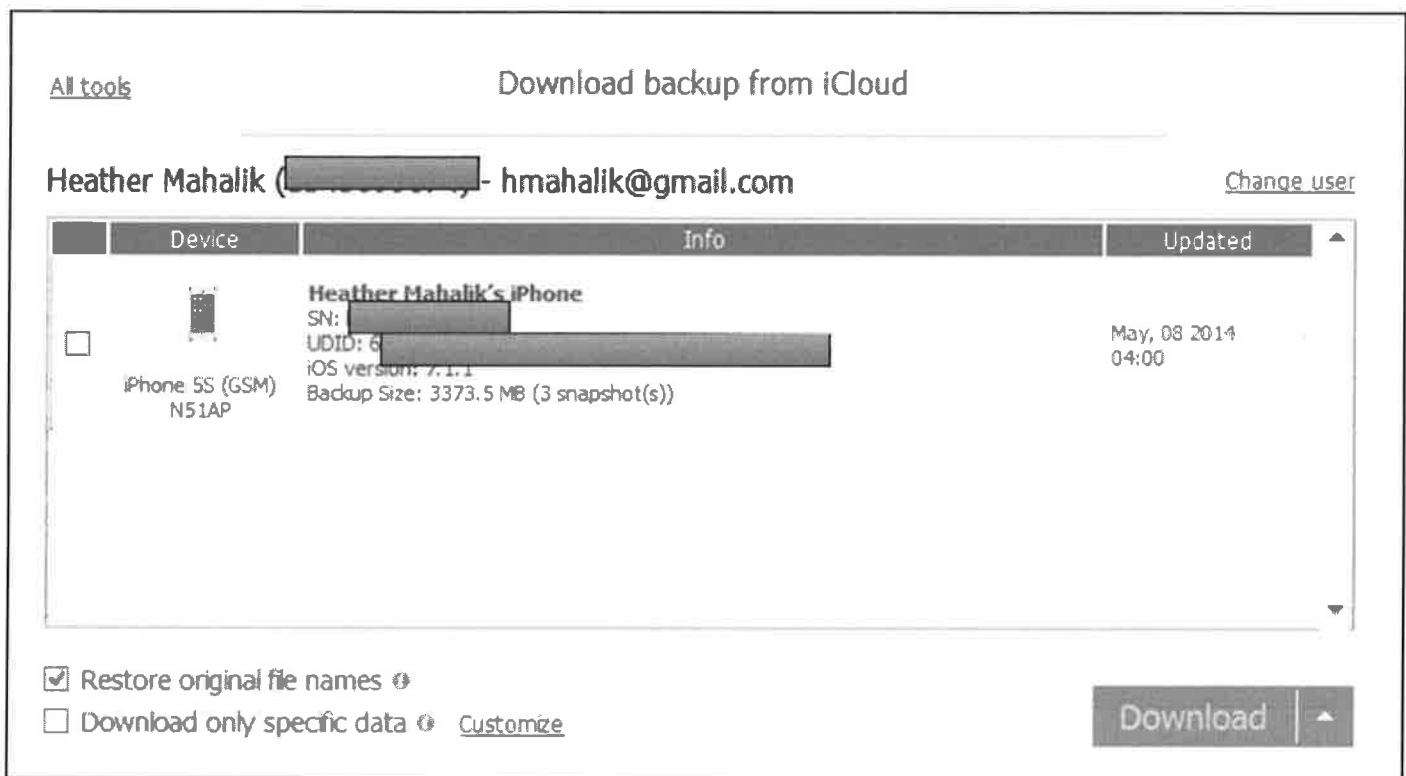 All tools
Download backup from iCloud
Heather Mahalik ( - hmahalik@gmail.com
Change user
Device Info Updated
Heather Mahalik's iPhone
SN:
UDID: 6
iOS version: 7.1.1
Backup Size: 3373.5 MB (3 snapshot(s))
May, 08 2014
04:00
iPhone 5S (GSM)
N51AP
Restore original file names
Download only specific data Customize
Download